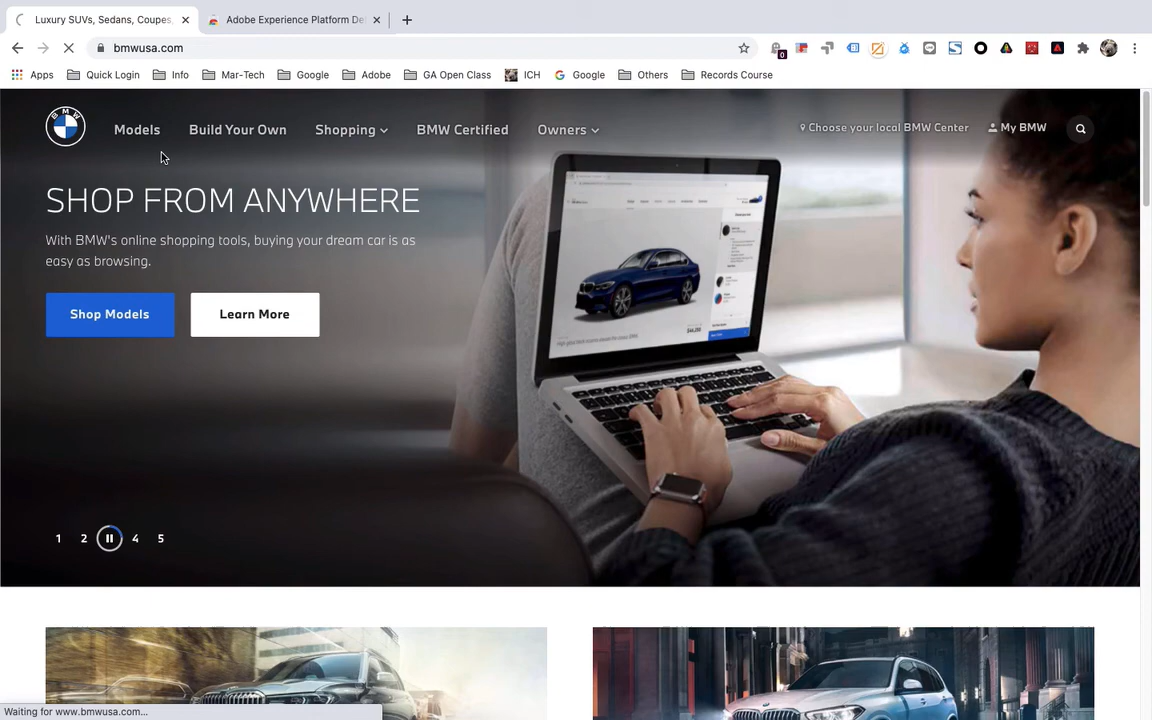 Luxury SUVs, Sedans, Coupes,
Adobe Experience Platform De
bmwusa.com
0
Apps Quick Login Info Mar-Tech Google Adobe GA Open Class ICH Google Others Records Course
BMW
Models Build Your Own Shopping BMW Certified Owners Choose your local BMW Center My BMW
SHOP FROM ANYWHERE
With BMW's online shopping tools, buying your dream car is as
easy as browsing.
Shop Models Learn More
1 2 4 5
Waiting for www.bmwusa.com...